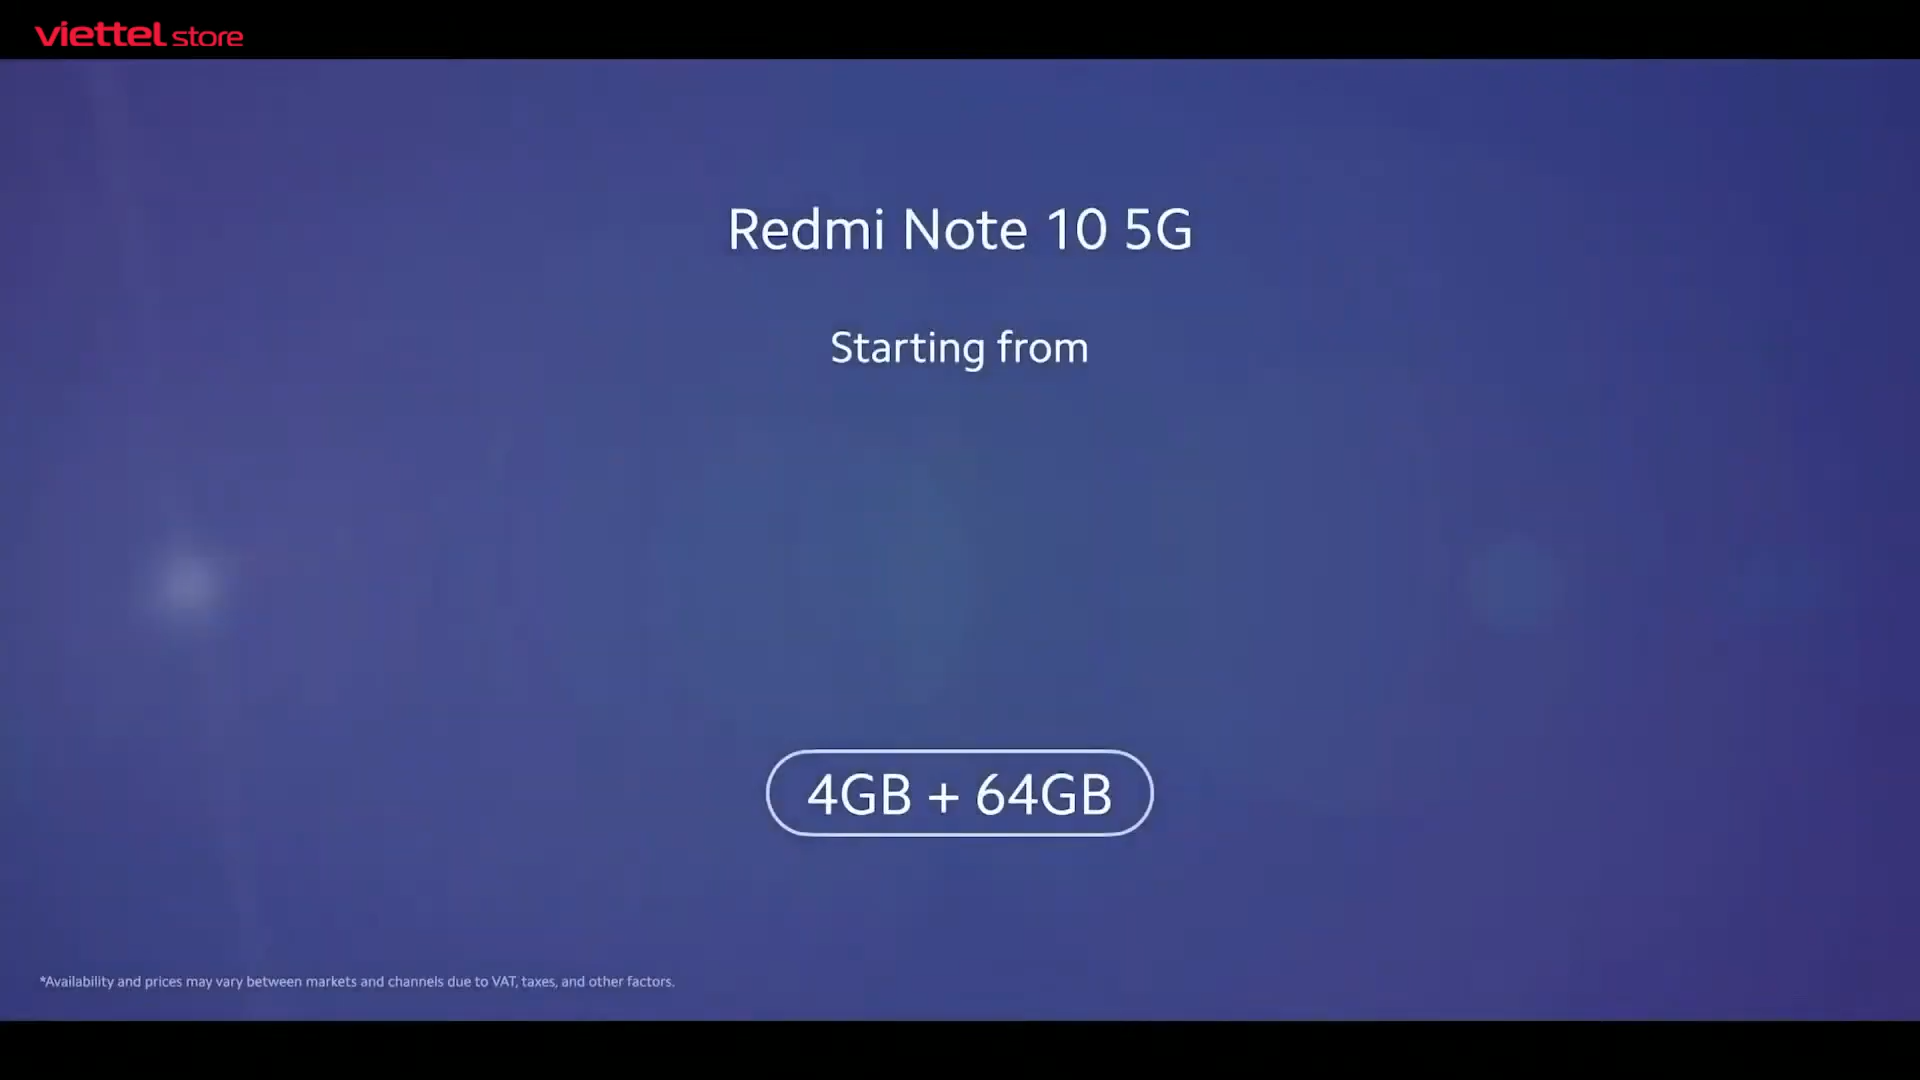 viettel store
Redmi Note 10 5G
Starting from
4GB + 64GB
*Availability and prices may vary between markets and channels due to VAT, taxes, and other factors.